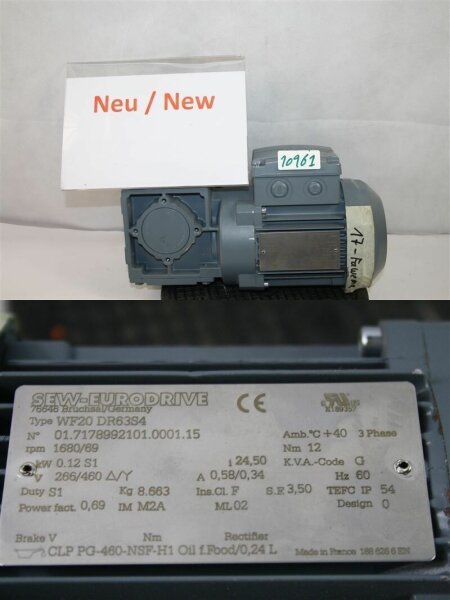 Neu / New
10961
17-
SEW-EURODRIVE
76646 Bruchsal/Germany
CE
Type WF20 DR63S4
N° 01.7178992101.0001.15
Amb.°C +40 3 Phase
rpm 1680/69
Nm 12
kW 0.12 S1
i 24,50
K.V.A.-Code G
V 266/460 Δ/Y
A 0,58/0,34
Hz 60
Duty S1
Kg 8.663
Ins.Cl. F
S.F 3,50
TEFC IP 54
Power fact. 0,69
IM M2A
ML 02
Design 0
Brake V
Nm
Rectifier
CLP PG-460-NSF-H1 Oil f.Food/0,24 L
Made in France 188 626 6 EN